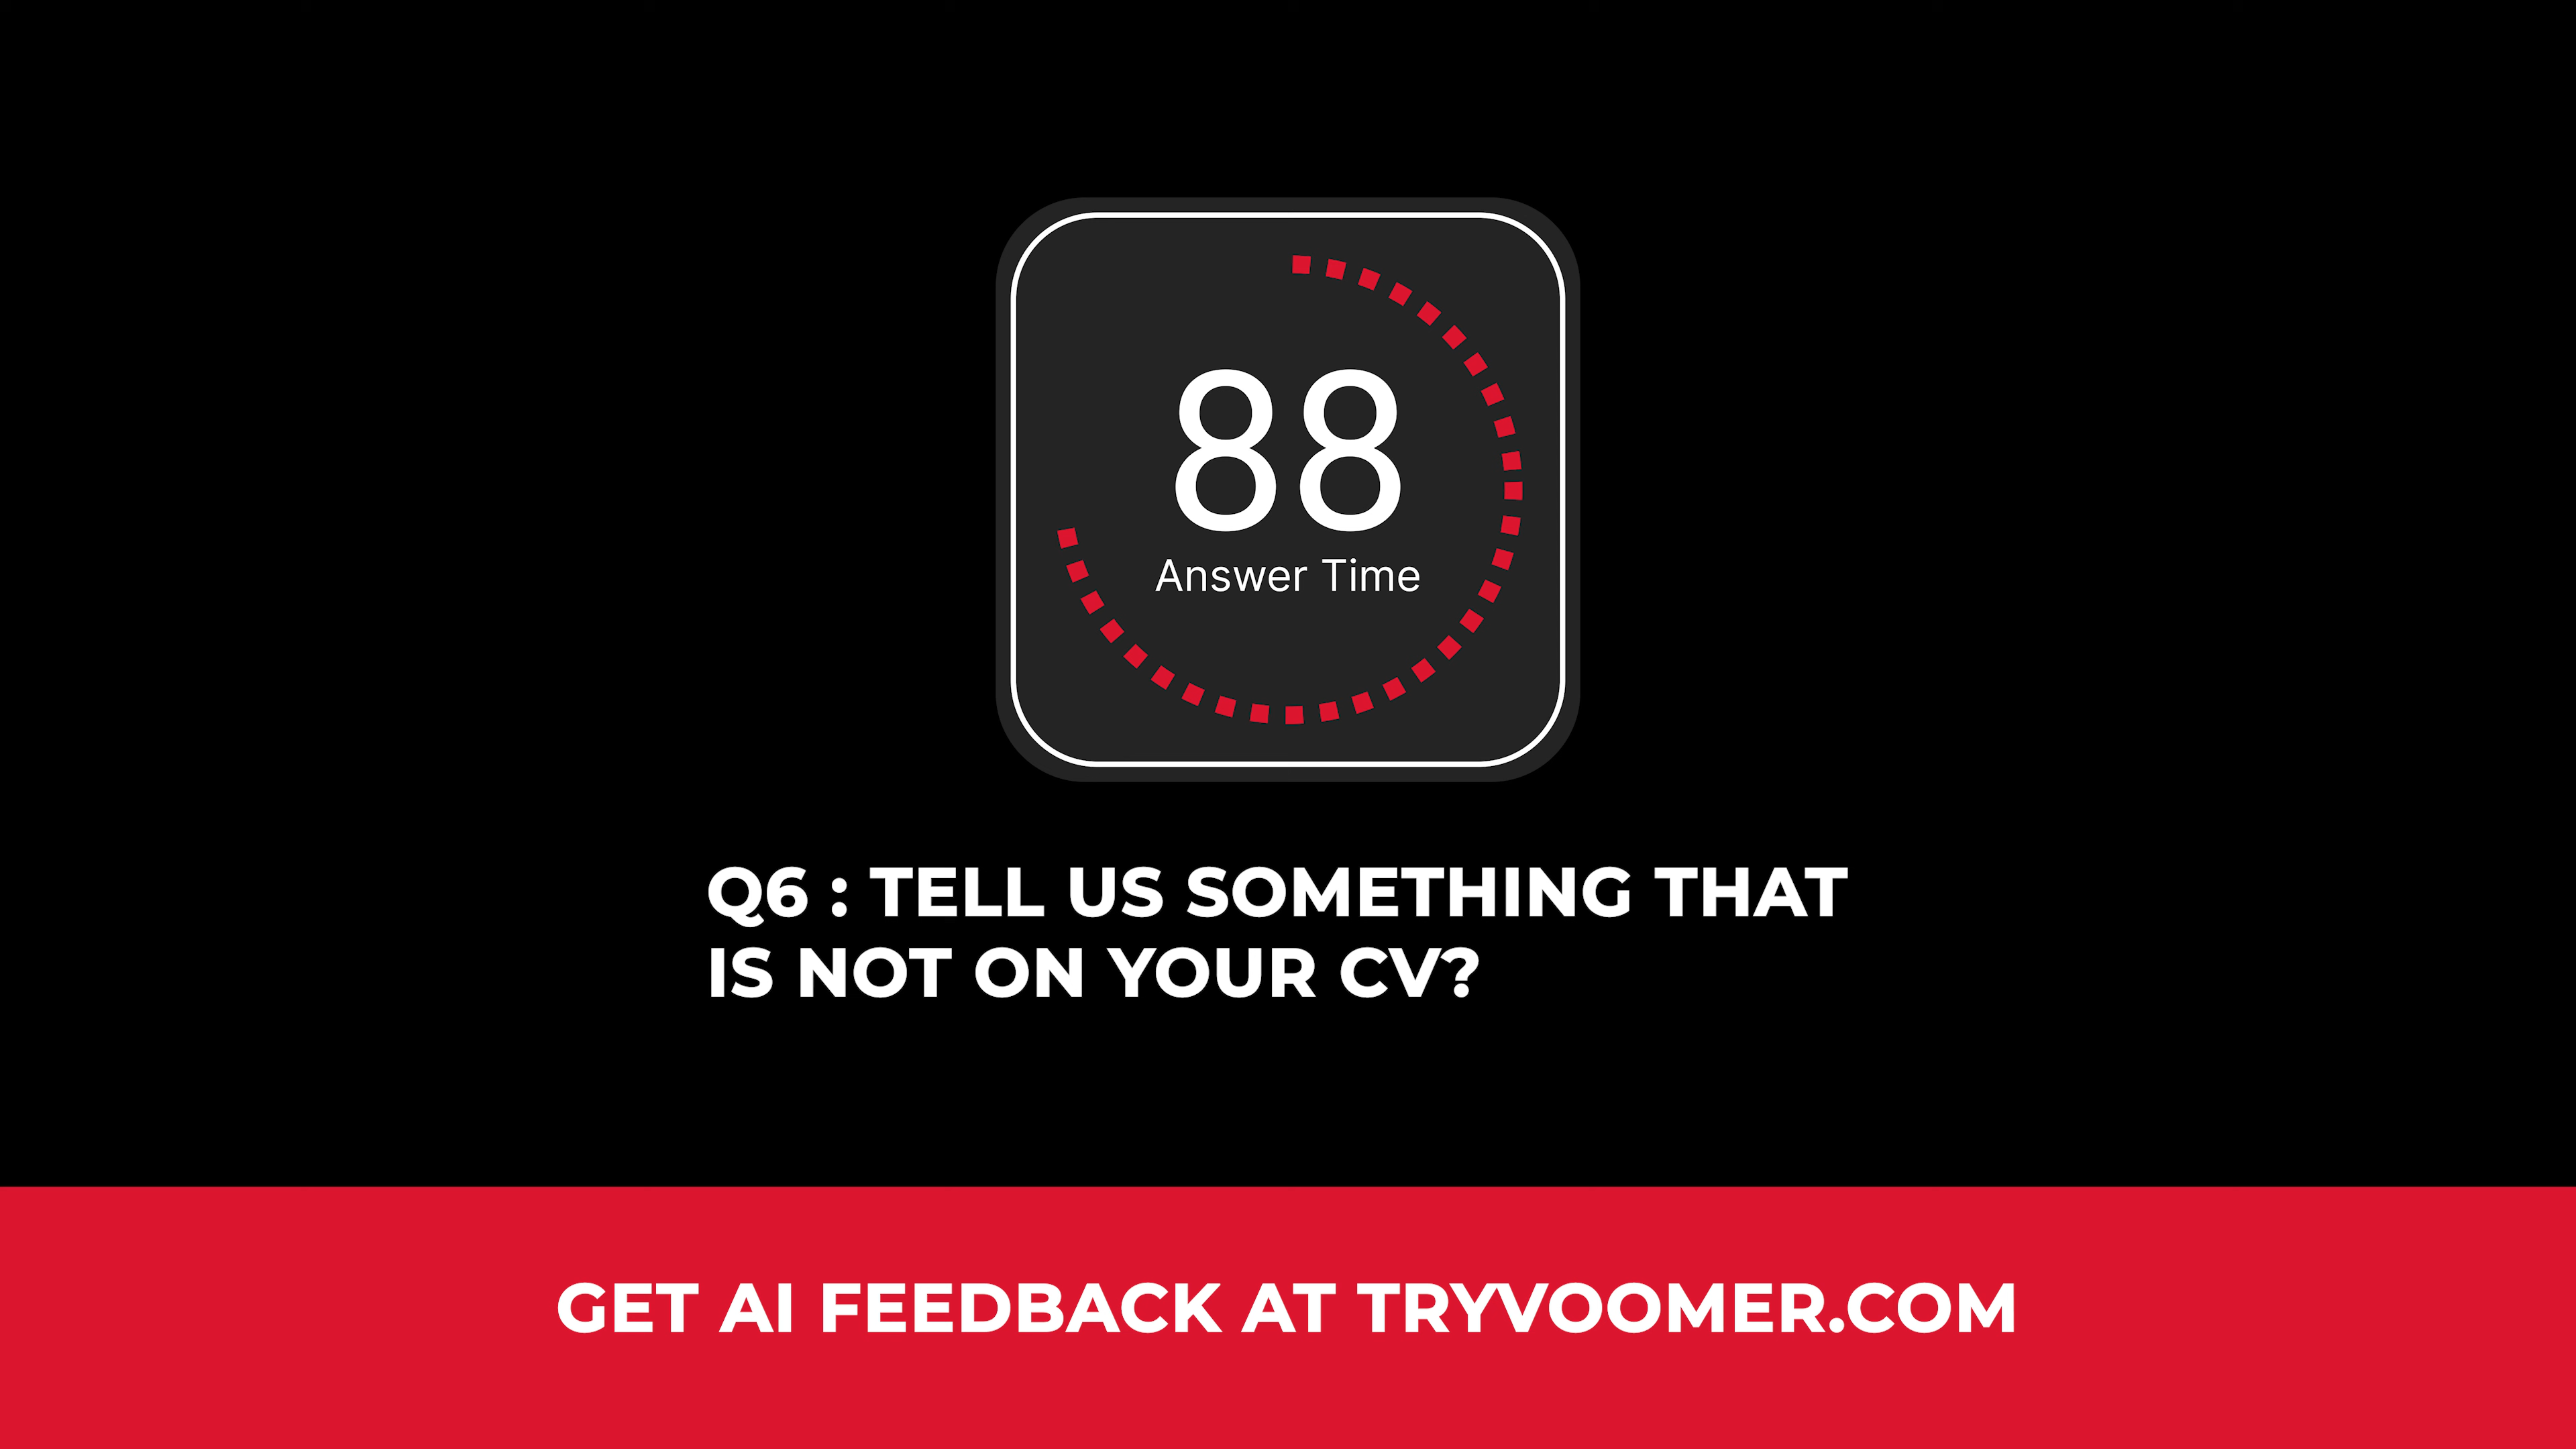 88
Answer Time
Q6 : TELL US SOMETHING THAT
IS NOT ON YOUR CV?
GET AI FEEDBACK AT TRYVOOMER.COM